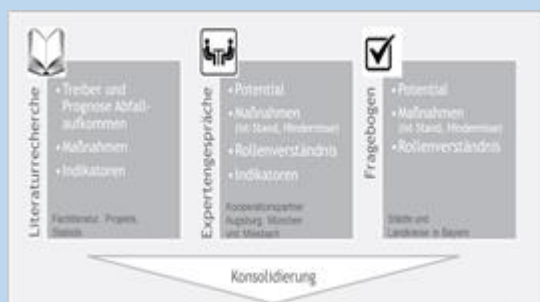 Literaturrecherche
• Treiber und
Prognose Abfall-
aufkommen
• Maßnahmen
• Indikatoren
Fachliteratur, Projekte,
Statistik
Expertengespräche
• Potential
• Maßnahmen
(Ist Stand, Hindernisse)
• Rollenverständnis
• Indikatoren
Kooperationspartner
Augsburg, München
und Miesbach
Fragebogen
• Potential
• Maßnahmen
(Ist Stand, Hindernisse)
• Rollenverständnis
Städte und
Landkreise in Bayern
Konsolidierung